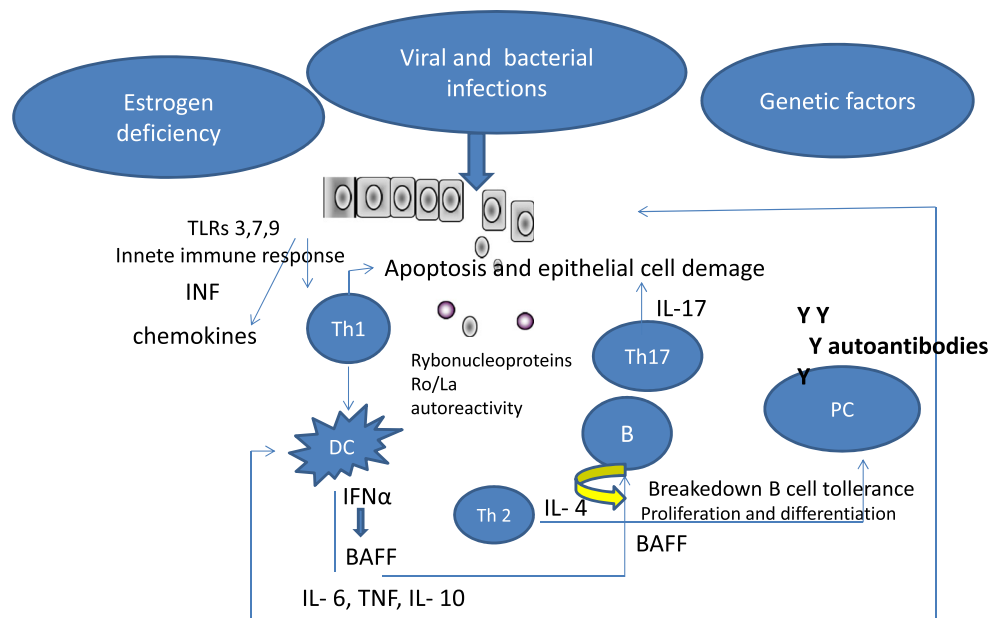 Estrogen
deficiency
Viral and bacterial
infections
Genetic factors
TLRs 3,7,9
Innete immune response
INF
chemokines
Apoptosis and epithelial cell demage
Th1
IL-17
Th17
Y Y
Y autoantibodies
Y
PC
Rybonucleoproteins
Ro/La
autoreactivity
DC
B
IFNα
BAFF
IL- 6, TNF, IL- 10
Th 2
IL- 4
Breakedown B cell tollerance
Proliferation and differentiation
BAFF